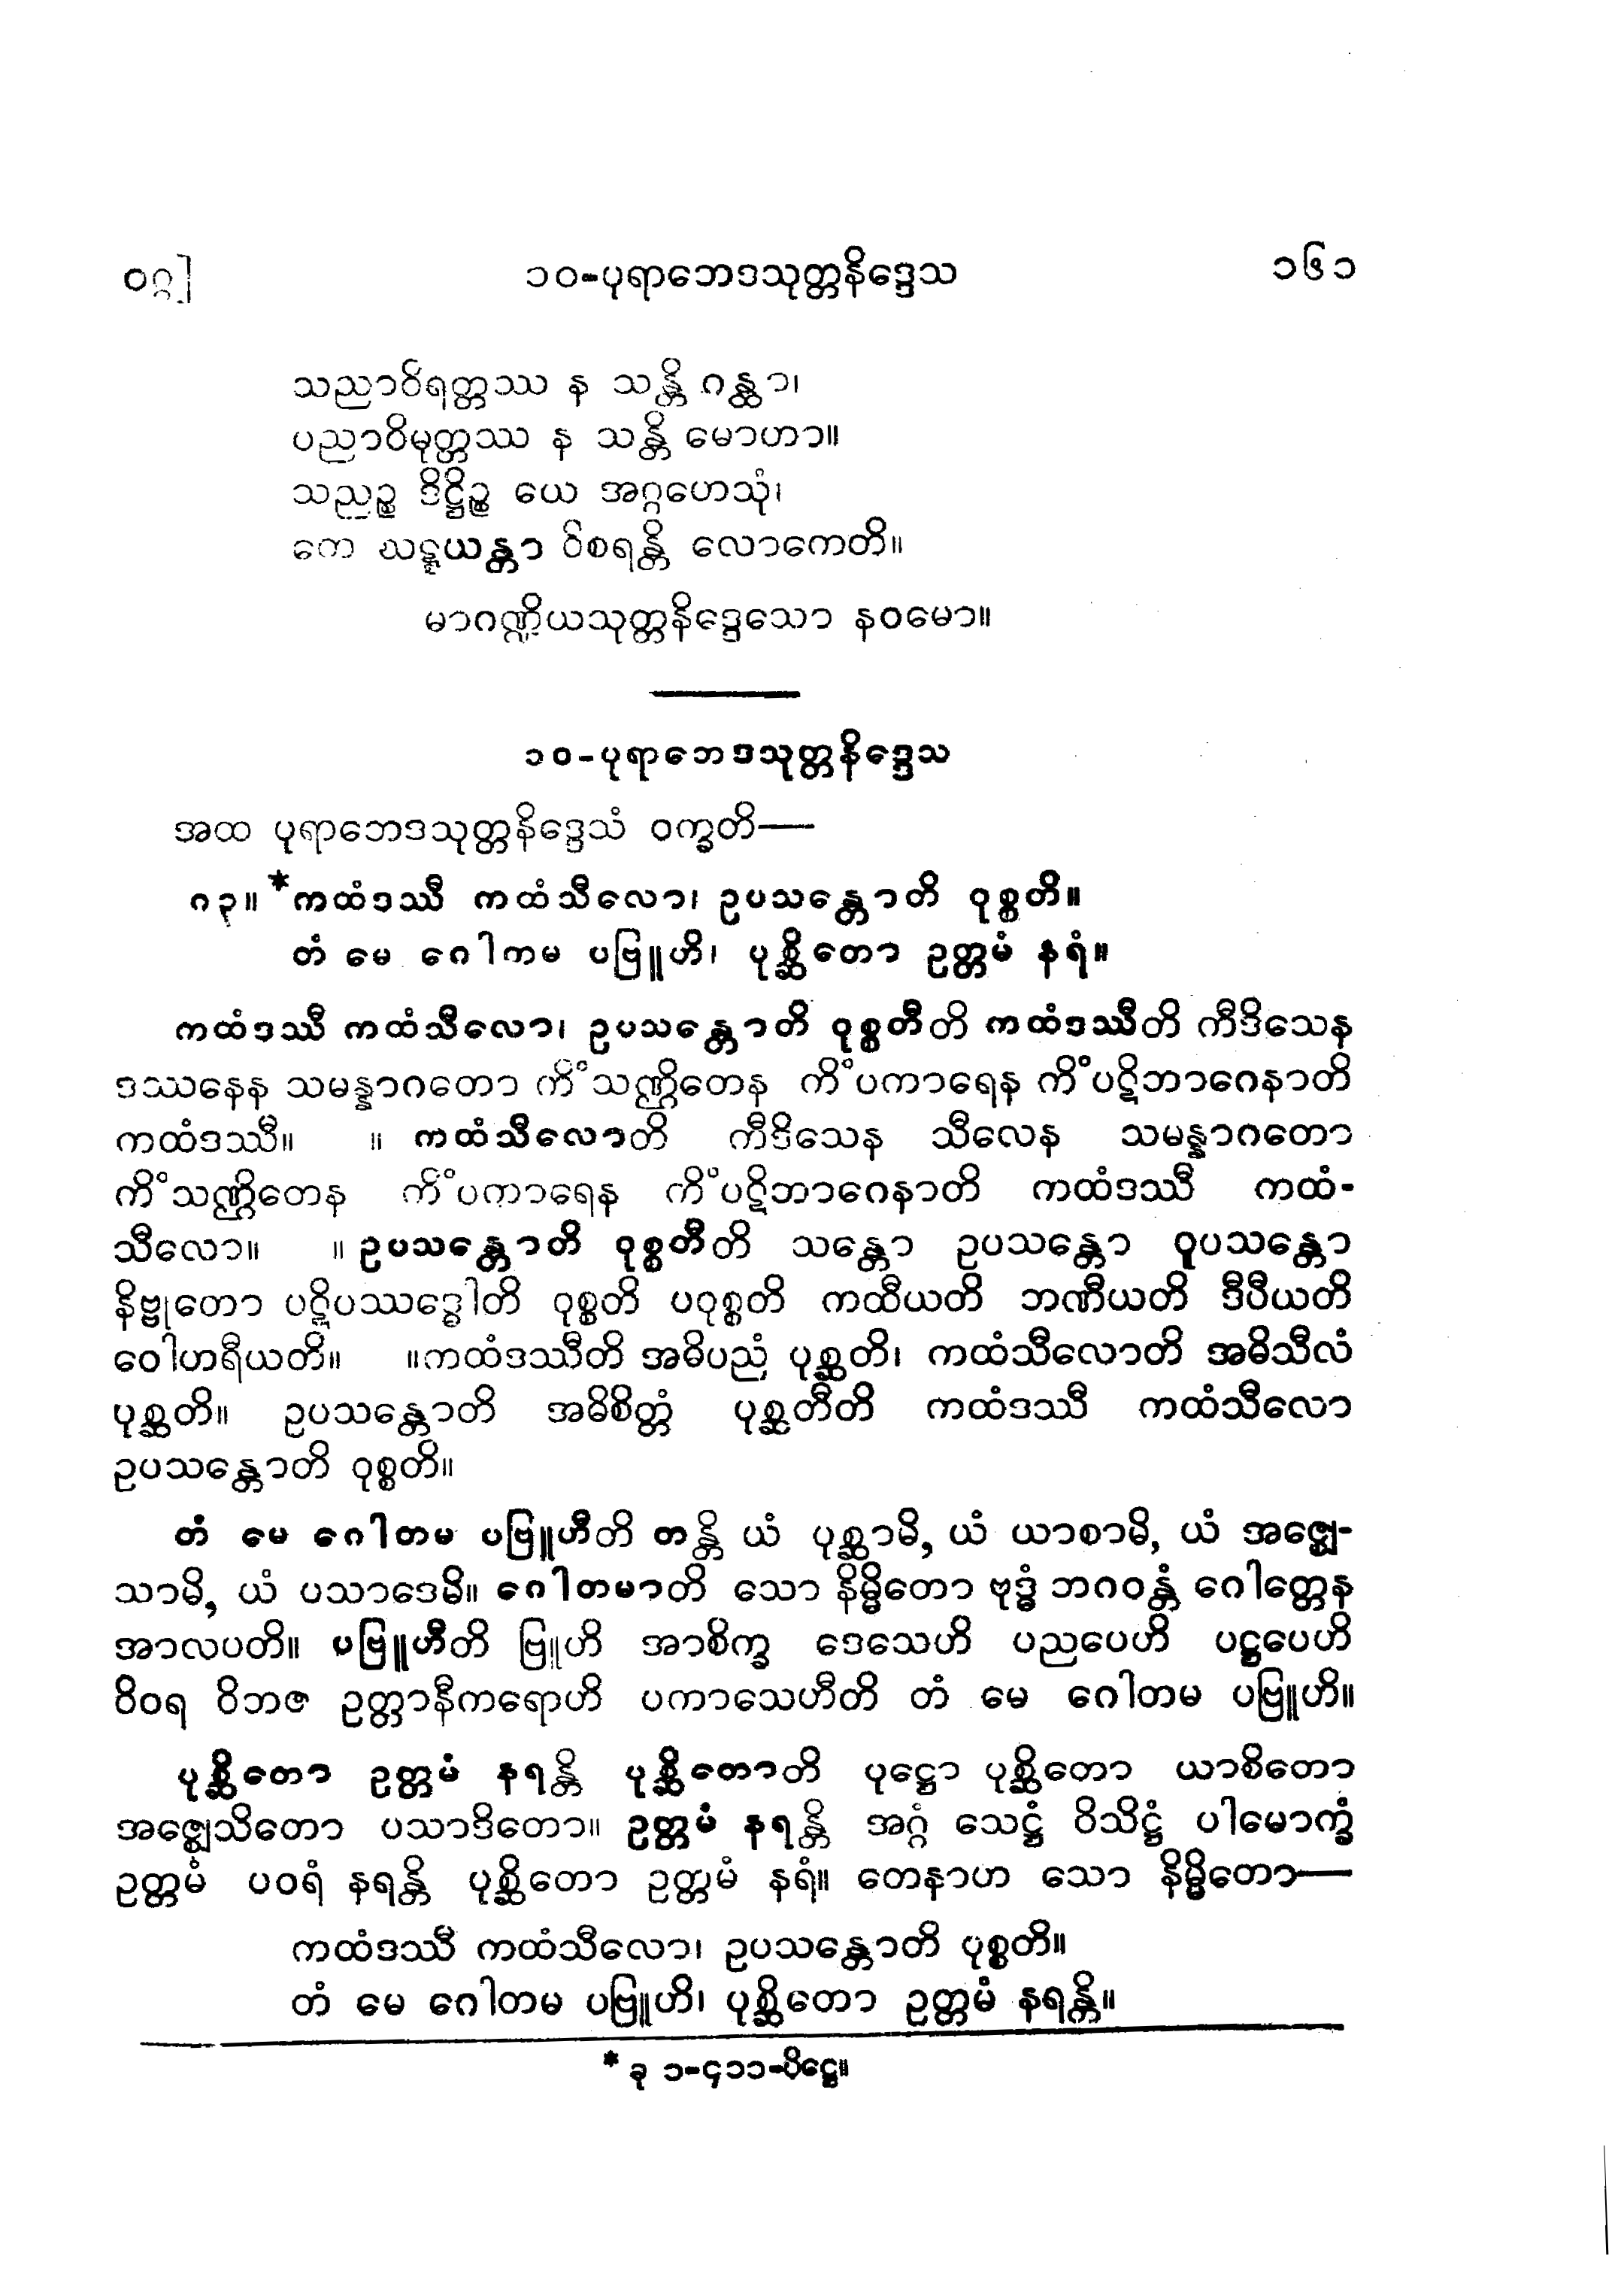 ဝဂ္ဂ] ၁၀-ပုရာဘေဒသုတ္တနိဒ္ဒေသ ၁၆၁
သညာဝိရတ္တဿ န သန္တိ ဂန္ထာ၊
ပညာဝိမုတ္တဿ န သန္တိ မောဟာ။
သညဉ္စ ဒိဋ္ဌိဉ္စ ယေ အဂ္ဂဟေသုံ၊
တေ ဃဋ္ဋယန္တာ ဝိစရန္တိ လောကေတိ။
မာဂဏ္ဍိယသုတ္တနိဒ္ဒေသော နဝမော။
၁၀-ပုရာဘေဒသုတ္တနိဒ္ဒေသ
အထ ပုရာဘေဒသုတ္တနိဒ္ဒေသံ ဝက္ခတိ—
၈၃။ *ကထံဒဿီ ကထံသီလော၊ ဥပသန္တောတိ ဝုစ္စတိ။
တံ မေ ဂေါကမ ပဗြူဟိ၊ ပုစ္ဆိတော ဥတ္တမံ နရံ။
ကထံဒဿီ ကထံသီလော၊ ဥပသန္တောတိ ဝုစ္စတီတိ ကထံဒဿီတိ ကီဒိသေန
ဒဿနေန သမန္နာဂတော ကိံသဏ္ဌိတေန ကိံပကာရေန ကိံပဋိဘာဂေနာတိ
ကထံဒဿီ။ ။ ကထံသီလောတိ ကီဒိသေန သီလေန သမန္နာဂတော
ကိံသဏ္ဌိတေန ကိံပကာရေန ကိံပဋိဘာဂေနာတိ ကထံဒဿီ ကထံ-
သီလော။ ။ ဥပသန္တောတိ ဝုစ္စတီတိ သန္တော ဥပသန္တော ဝူပသန္တော
နိဗ္ဗုတော ပဋိပဿဒ္ဓေါတိ ဝုစ္စတိ ပဝုစ္စတိ ကထီယတိ ဘဏီယတိ ဒီပီယတိ
ဝေါဟရီယတိ။ ။ကထံဒဿီတိ အဓိပညံ ပုစ္ဆတိ၊ ကထံသီလောတိ အဓိသီလံ
ပုစ္ဆတိ။ ဥပသန္တောတိ အဓိစိတ္တံ ပုစ္ဆတီတိ ကထံဒဿီ ကထံသီလော
ဥပသန္တောတိ ဝုစ္စတိ။
တံ မေ ဂေါတမ ပဗြူဟီတိ တန္တိ ယံ ပုစ္ဆာမိ, ယံ ယာစာမိ, ယံ အဇ္ဈေ-
သာမိ, ယံ ပသာဒေမိ။ ဂေါတမာတိ သော နိမ္မိတော ဗုဒ္ဓံ ဘဂဝန္တံ ဂေါတ္တေန
အာလပတိ။ ပဗြူဟီတိ ဗြူဟိ အာစိက္ခ ဒေသေဟိ ပညပေဟိ ပဋ္ဌပေဟိ
ဝိဝရ ဝိဘဇ ဥတ္တာနီကရောဟိ ပကာသေဟီတိ တံ မေ ဂေါတမ ပဗြူဟိ။
ပုစ္ဆိတော ဥတ္တမံ နရန္တိ ပုစ္ဆိတောတိ ပုဋ္ဌော ပုစ္ဆိတော ယာစိတော
အဇ္ဈေသိတော ပသာဒိတော။ ဥတ္တမံ နရန္တိ အဂ္ဂံ သေဋ္ဌံ ဝိသိဋ္ဌံ ပါမောက္ခံ
ဥတ္တမံ ပဝရံ နရန္တိ ပုစ္ဆိတော ဥတ္တမံ နရံ။ တေနာဟ သော နိမ္မိတော—
ကထံဒဿီ ကထံသီလော၊ ဥပသန္တောတိ ဝုစ္စတိ။
တံ မေ ဂေါတမ ပဗြူဟိ၊ ပုစ္ဆိတော ဥတ္တမံ နရန္တိ။
* ခု ၁-၄၁၁-ပိဋ္ဌေ။